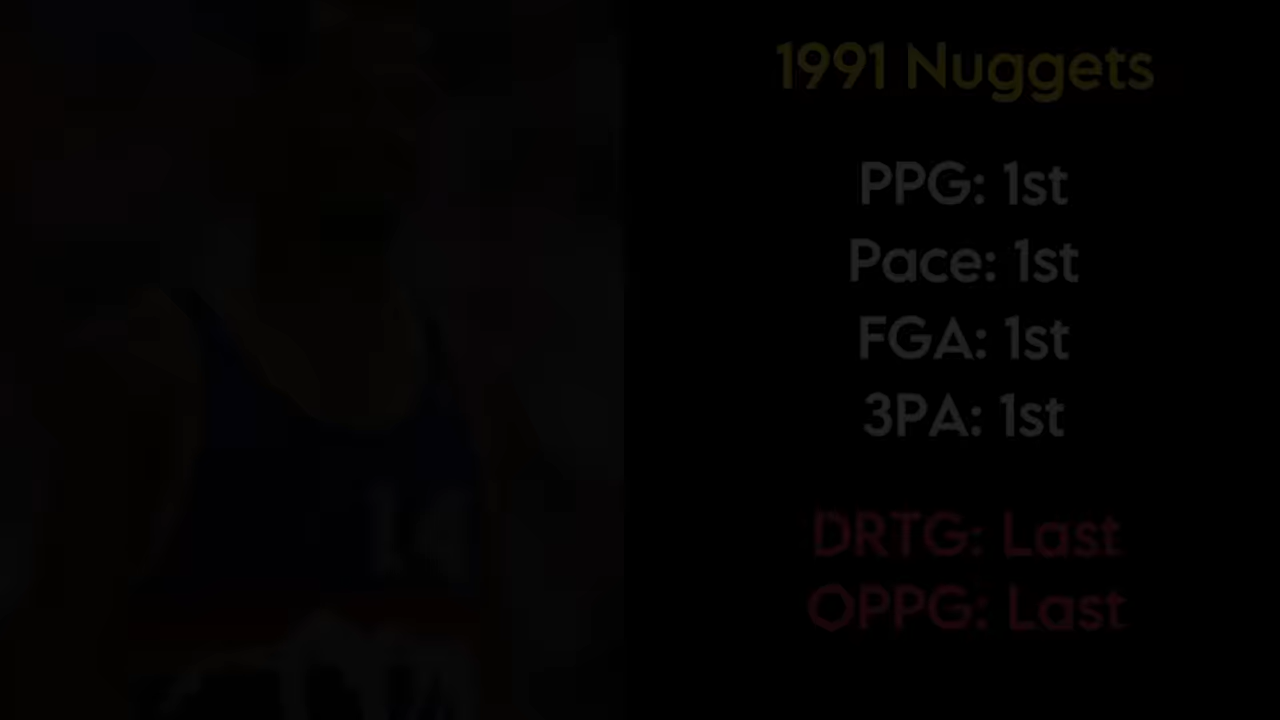 1991 Nuggets
PPG: 1st
Pace: 1st
FGA: 1st
3PA: 1st
DRTG: Last
OPPG: Last